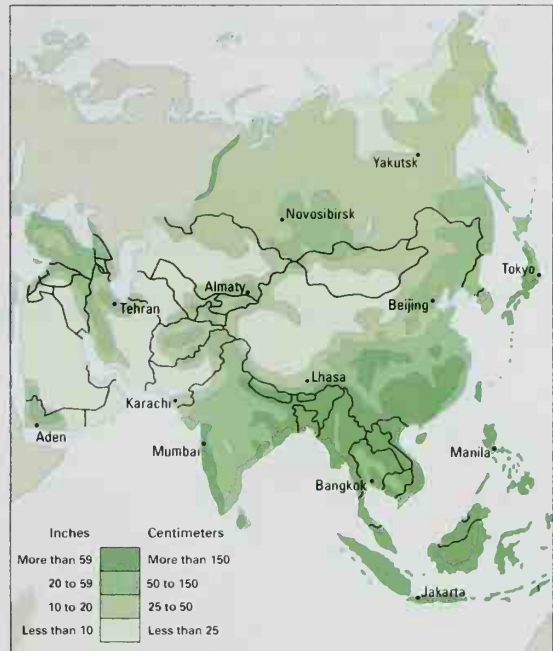 Yakutsk
Novosibirsk
Tokyo
Almaty
Beijing
Tehran
Lhasa
Karachi
Aden
Mumbai
Manila
Bangkok
Inches Centimeters
More than 59 More than 150
20 to 59 50 to 150
10 to 20 25 to 50
Less than 10 Less than 25
Jakarta